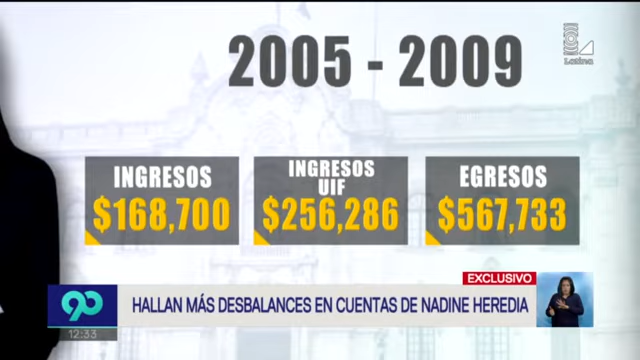 2005 - 2009
Latina
INGRESOS
$168,700
INGRESOS
UIF
$256,286
EGRESOS
$567,733
EXCLUSIVO
90
HALLAN MÁS DESBALANCES EN CUENTAS DE NADINE HEREDIA
12:33